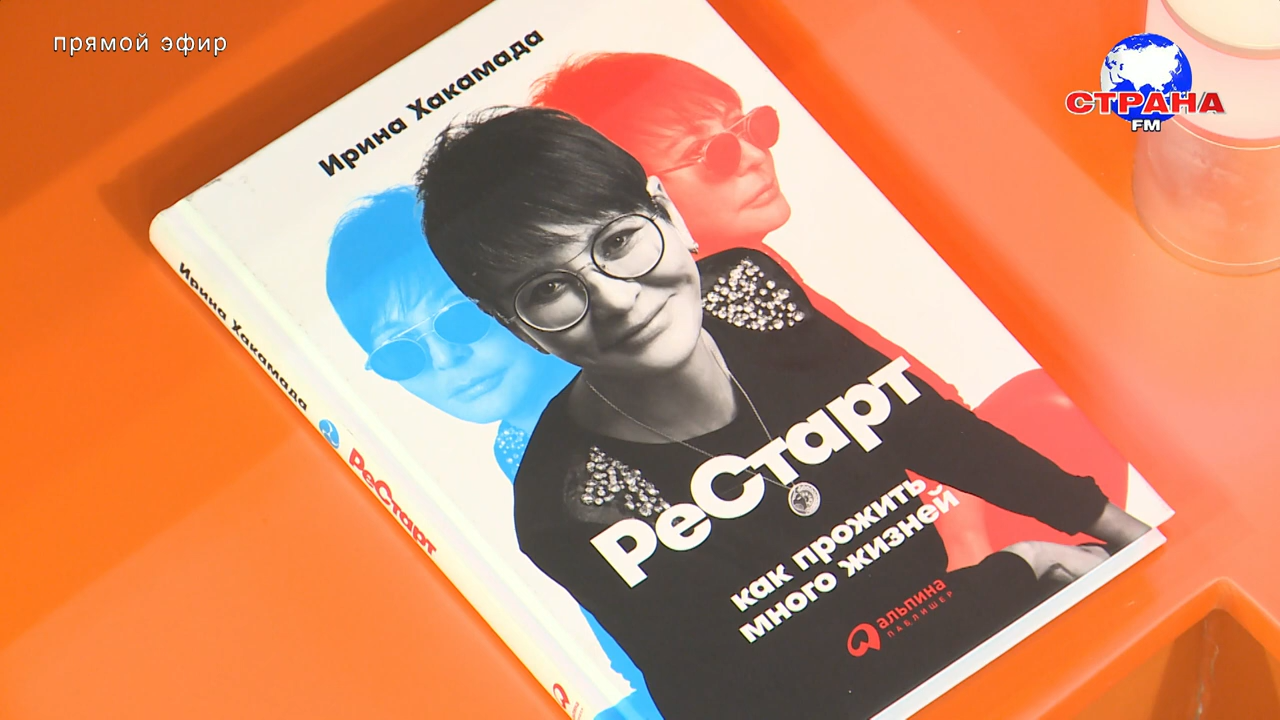 прямой эфир
СТРАНА
FM
Ирина Хакамада
РеСтарт
как прожить
много жизней
альпина
ПАБЛИШЕР
Ирина Хакамада
РеСтарт